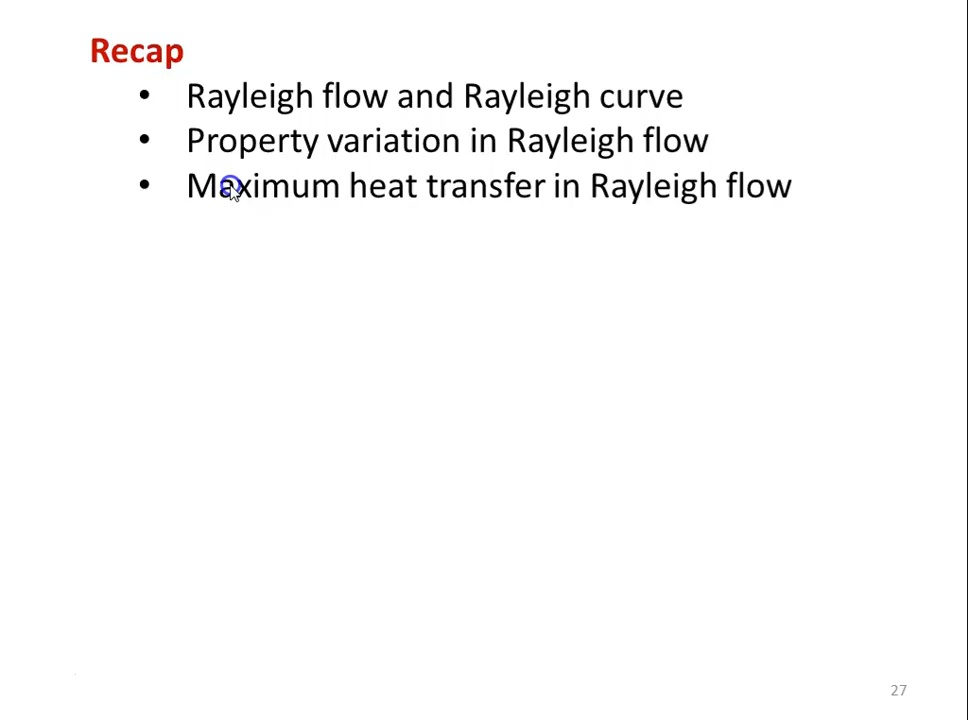 Recap
• Rayleigh flow and Rayleigh curve
• Property variation in Rayleigh flow
• Maximum heat transfer in Rayleigh flow
27